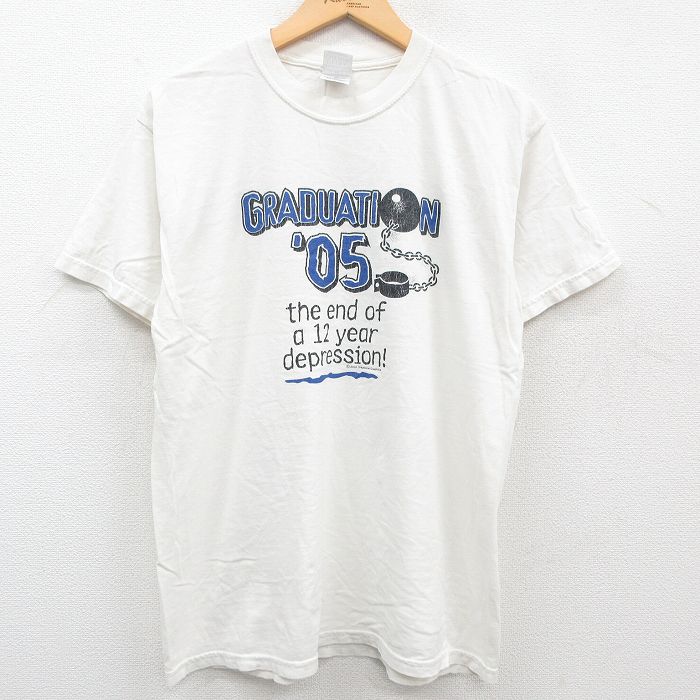 GRADUATION
'05
the end of
a 12 year
depression!